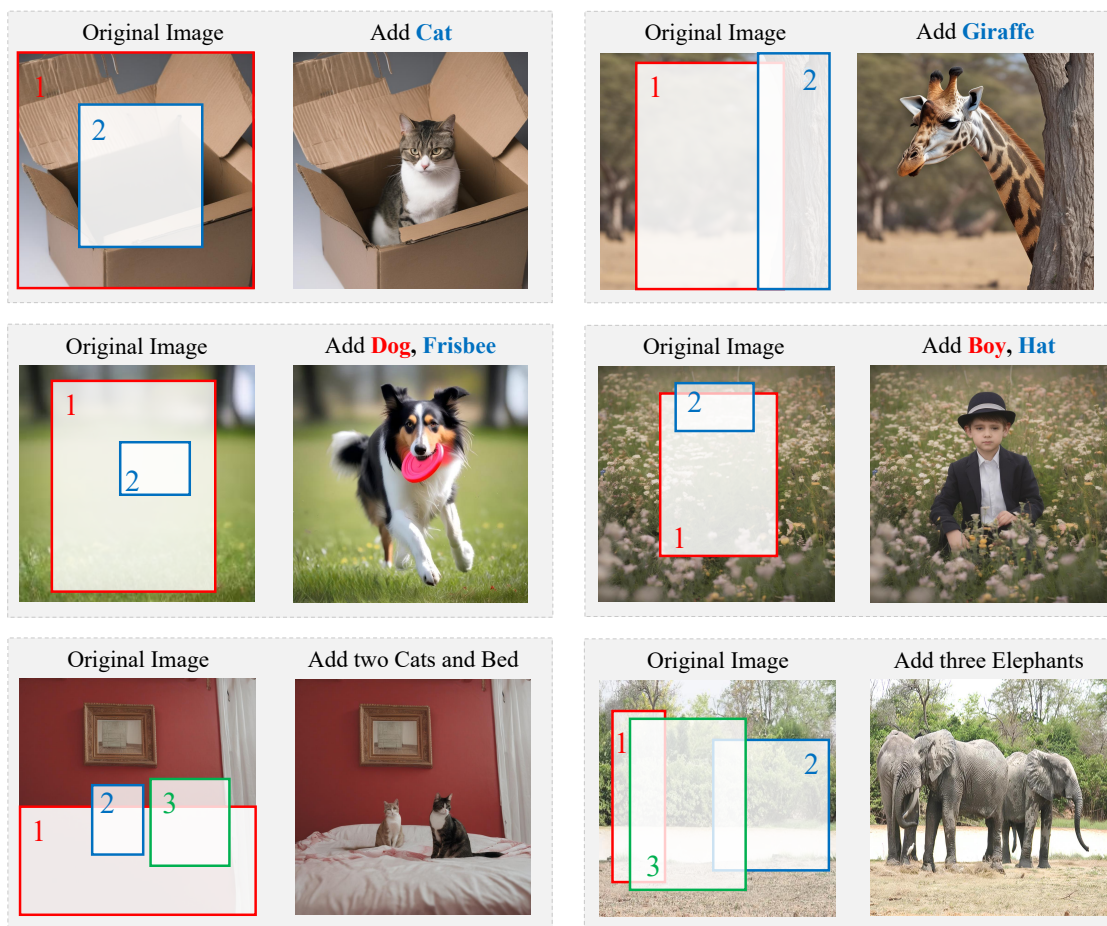 Original Image
Add Cat
1
2
Original Image
Add Giraffe
1
2
Original Image
Add Dog, Frisbee
1
2
Original Image
Add Boy, Hat
2
1
Original Image
Add two Cats and Bed
1
2
3
Original Image
Add three Elephants
1
2
3